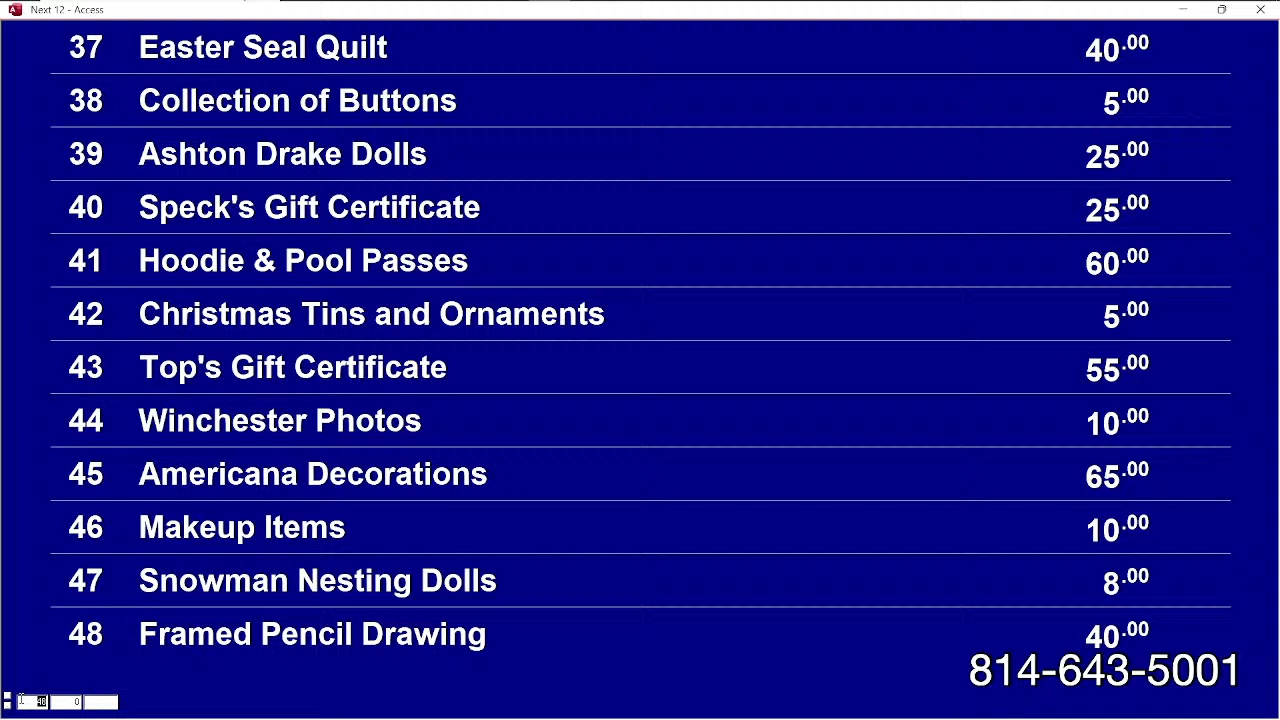 Next 12 - Access
37 Easter Seal Quilt 40.00
38 Collection of Buttons 5.00
39 Ashton Drake Dolls 25.00
40 Speck's Gift Certificate 25.00
41 Hoodie & Pool Passes 60.00
42 Christmas Tins and Ornaments 5.00
43 Top's Gift Certificate 55.00
44 Winchester Photos 10.00
45 Americana Decorations 65.00
46 Makeup Items 10.00
47 Snowman Nesting Dolls 8.00
48 Framed Pencil Drawing 40.00
814-643-5001
48 0